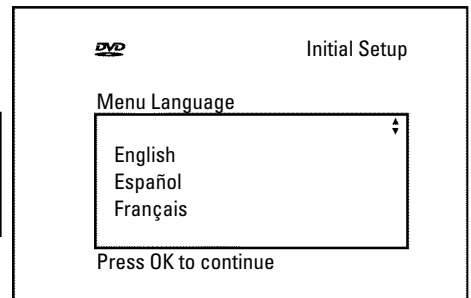 DVD Initial Setup
Menu Language
English
Español
Français
Press OK to continue